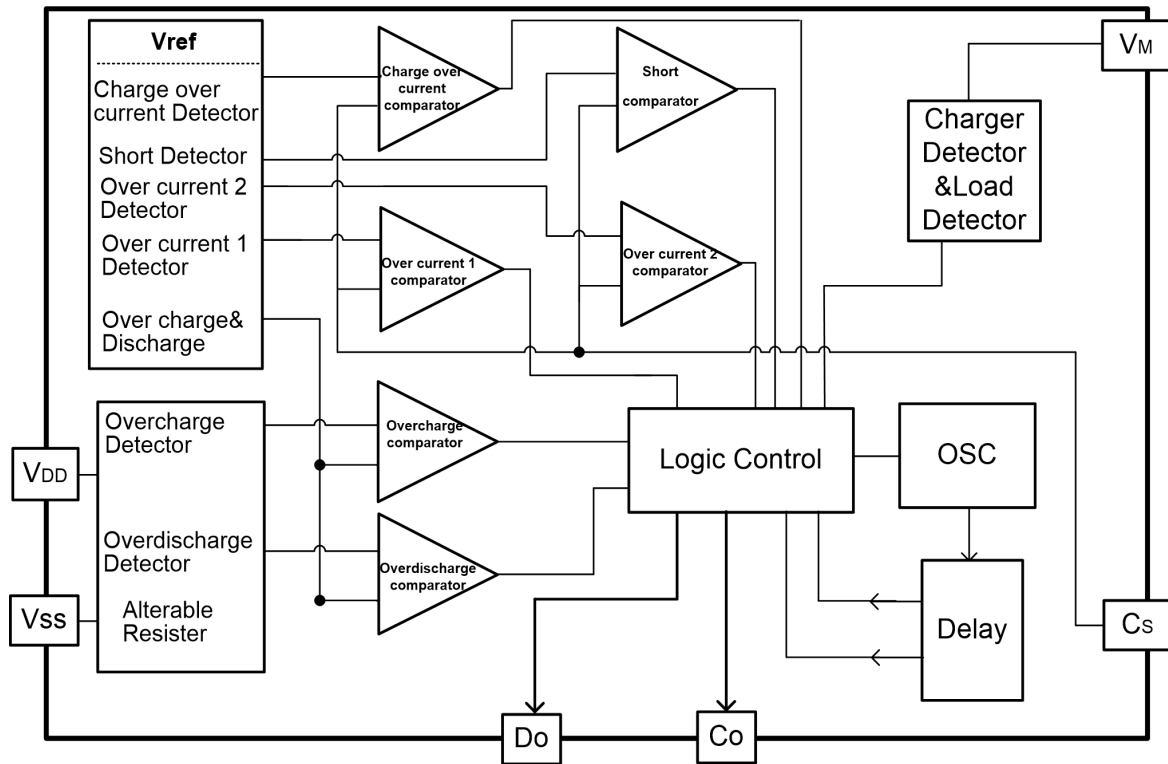 Vref
Charge over
current Detector
Short Detector
Over current 2
Detector
Over current 1
Detector
Over charge&
Discharge
Charge over
current
comparator
Short
comparator
Over current 1
comparator
Over current 2
comparator
VM
Charger
Detector
&Load
Detector
Overcharge
Detector
Overdischarge
Detector
Alterable
Resister
VDD
Vss
Overcharge
comparator
Overdischarge
comparator
Logic Control
OSC
Delay
Cs
Do
Co